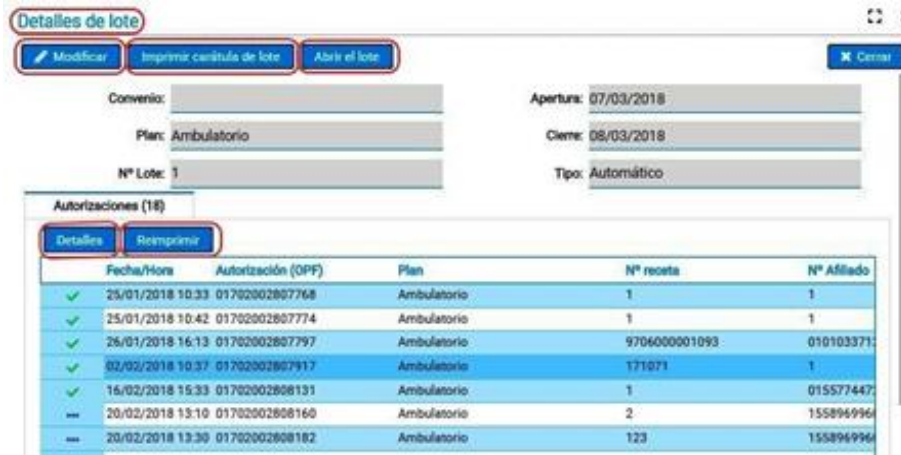 Detalles de lote
Modificar Imprimir carátula de lote Abrir el lote Cerrar
Convenio: Apertura: 07/03/2018
Plan: Ambulatorio Cierre: 08/03/2018
Nº Lote: 1 Tipo: Automático
Autorizaciones (18)
Detalles Reimprimir
Fecha/Hora Autorización (OPF) Plan Nº receta Nº Afiliado
25/01/2018 10:33 01702002807768 Ambulatorio 1 1
25/01/2018 10:42 01702002807774 Ambulatorio 1 1
26/01/2018 16:13 01702002807797 Ambulatorio 9706000001093
02/02/2018 10:37 01702002807917 Ambulatorio 171071 1
16/02/2018 15:33 01702002808131 Ambulatorio 1
20/02/2018 13:10 01702002808160 Ambulatorio 2
20/02/2018 13:30 01702002808182 Ambulatorio 123